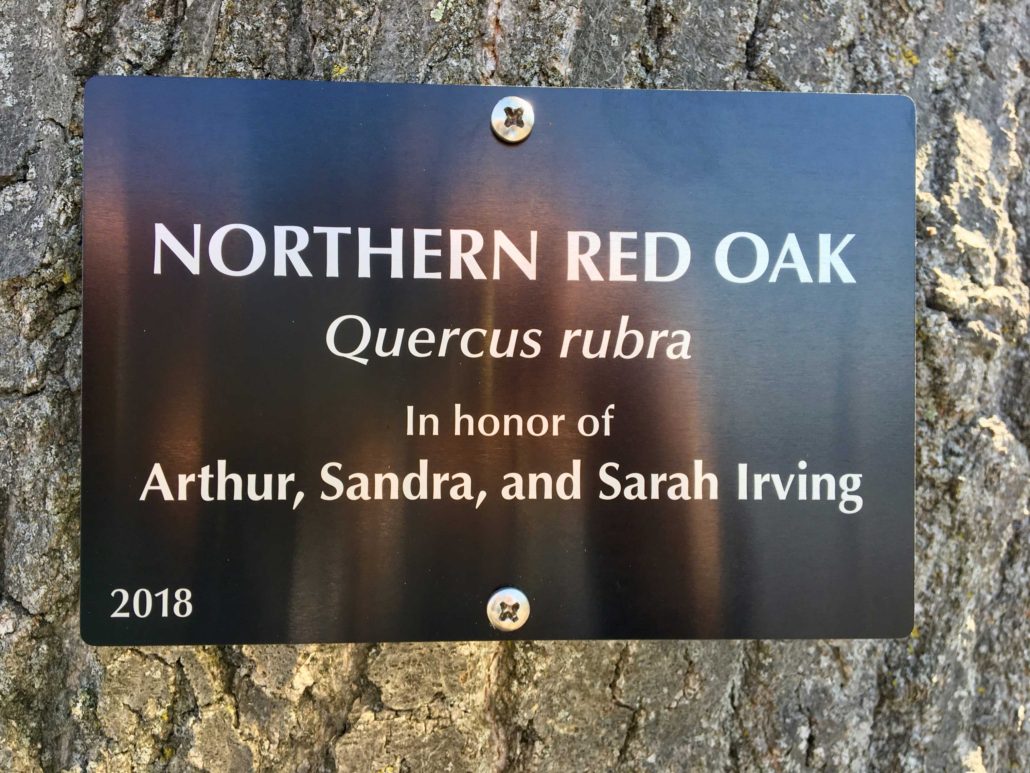 NORTHERN RED OAK
Quercus rubra
In honor of
Arthur, Sandra, and Sarah Irving
2018